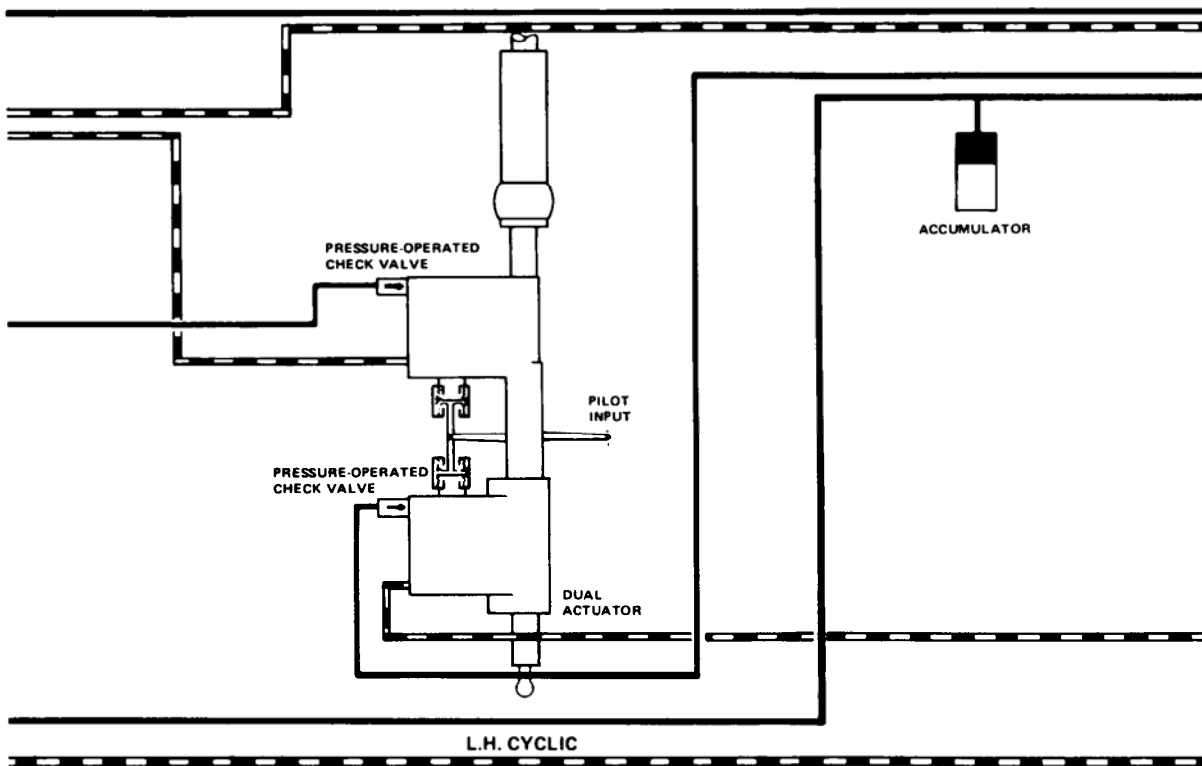 ACCUMULATOR
PRESSURE-OPERATED
CHECK VALVE
PILOT
INPUT
PRESSURE-OPERATED
CHECK VALVE
DUAL
ACTUATOR
L.H. CYCLIC